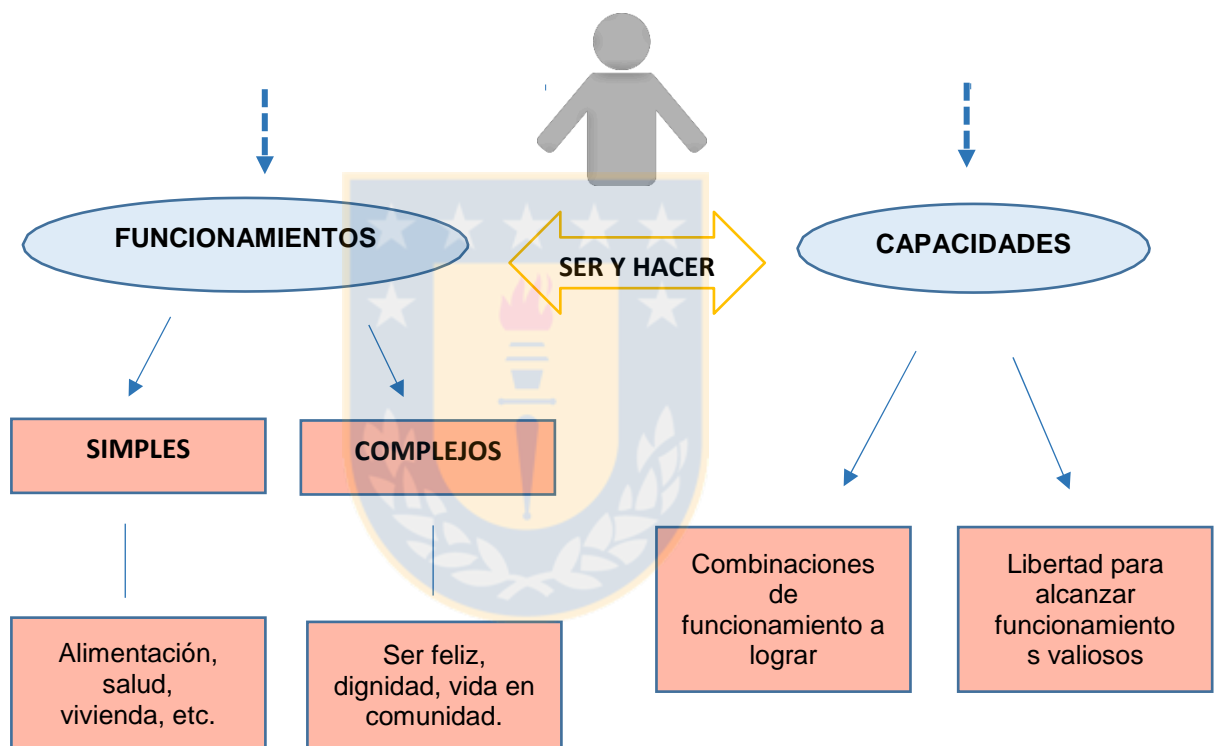 FUNCIONAMIENTOS
SER Y HACER
CAPACIDADES
SIMPLES
COMPLEJOS
Alimentación,
salud,
vivienda, etc.
Ser feliz,
dignidad, vida en
comunidad.
Combinaciones
de
funcionamiento a
lograr
Libertad para
alcanzar
funcionamiento
s valiosos